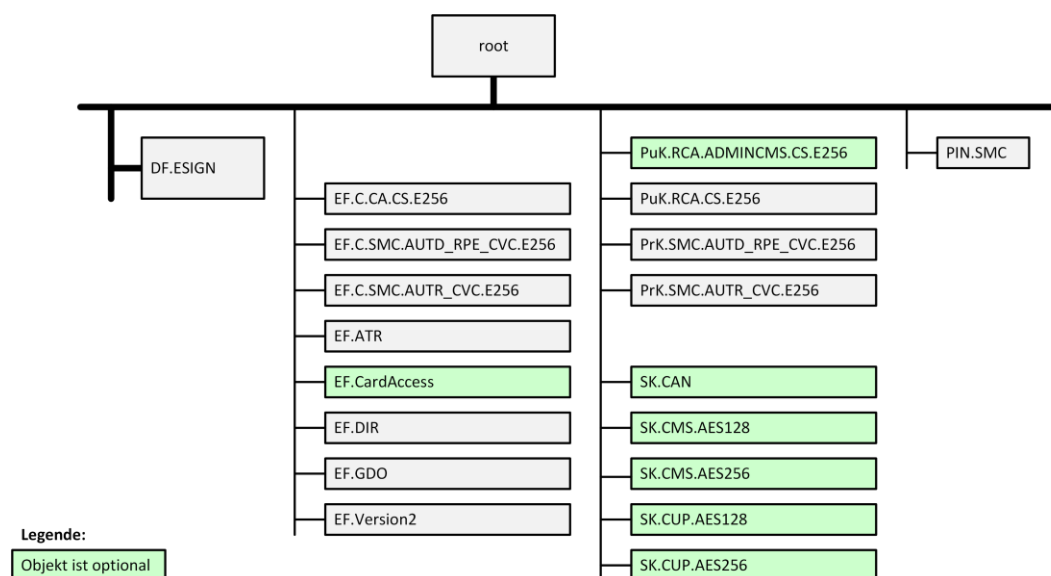 root
DF.ESIGN
EF.C.CA.CS.E256
EF.C.SMC.AUTD_RPE_CVC.E256
EF.C.SMC.AUTR_CVC.E256
EF.ATR
EF.CardAccess
EF.DIR
EF.GDO
EF.Version2
PuK.RCA.ADMINCMS.CS.E256
PuK.RCA.CS.E256
PrK.SMC.AUTD_RPE_CVC.E256
PrK.SMC.AUTR_CVC.E256
SK.CAN
SK.CMS.AES128
SK.CMS.AES256
SK.CUP.AES128
SK.CUP.AES256
PIN.SMC
Legende:
Objekt ist optional